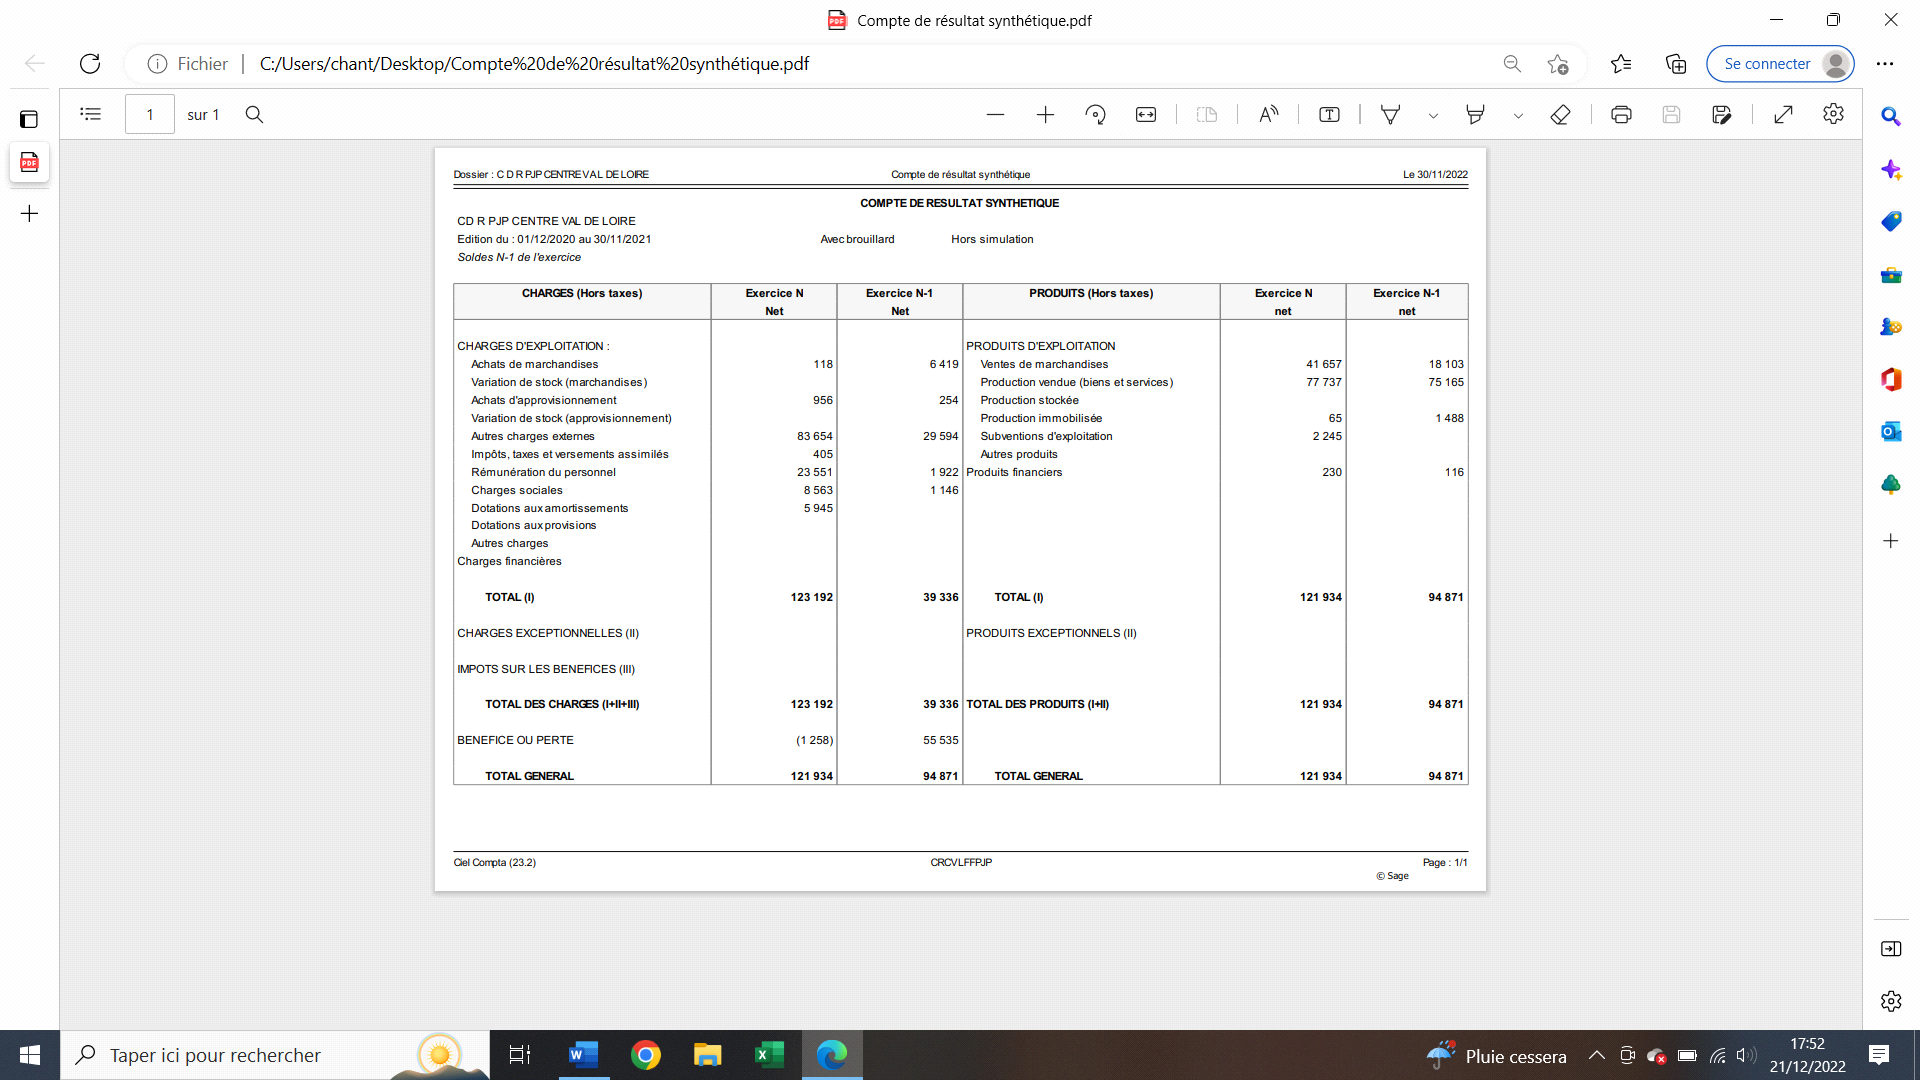 Compte de résultat synthétique.pdf
Fichier C:/Users/chant/Desktop/Compte%20de%20résultat%20synthétique.pdf Se connecter
1 sur 1
Dossier : C D R PJP CENTRE VAL DE LOIRE Compte de résultat synthétique Le 30/11/2022
COMPTE DE RESULTAT SYNTHETIQUE
CD R PJP CENTRE VAL DE LOIRE
Edition du : 01/12/2020 au 30/11/2021 Avec brouillard Hors simulation
Soldes N-1 de l'exercice
CHARGES (Hors taxes) Exercice N Exercice N-1 PRODUITS (Hors taxes) Exercice N Exercice N-1
Net Net net net
CHARGES D'EXPLOITATION : PRODUITS D'EXPLOITATION
Achats de marchandises 118 6 419 Ventes de marchandises 41 657 18 103
Variation de stock (marchandises) Production vendue (biens et services) 77 737 75 165
Achats d'approvisionnement 956 254 Production stockée
Variation de stock (approvisionnement) Production immobilisée 65 1 488
Autres charges externes 83 654 29 594 Subventions d'exploitation 2 245
Impôts, taxes et versements assimilés 405 Autres produits
Rémunération du personnel 23 551 1 922 Produits financiers 230 116
Charges sociales 8 563 1 146
Dotations aux amortissements 5 945
Dotations aux provisions
Autres charges
Charges financières
TOTAL (I) 123 192 39 336 TOTAL (I) 121 934 94 871
CHARGES EXCEPTIONNELLES (II) PRODUITS EXCEPTIONNELS (II)
IMPOTS SUR LES BENEFICES (III)
TOTAL DES CHARGES (I+II+III) 123 192 39 336 TOTAL DES PRODUITS (I+II) 121 934 94 871
BENEFICE OU PERTE (1 258) 55 535
TOTAL GENERAL 121 934 94 871 TOTAL GENERAL 121 934 94 871
Ciel Compta (23.2) CRCVLFFPJP Page : 1/1
© Sage
Taper ici pour rechercher Pluie cessera 17:52
21/12/2022